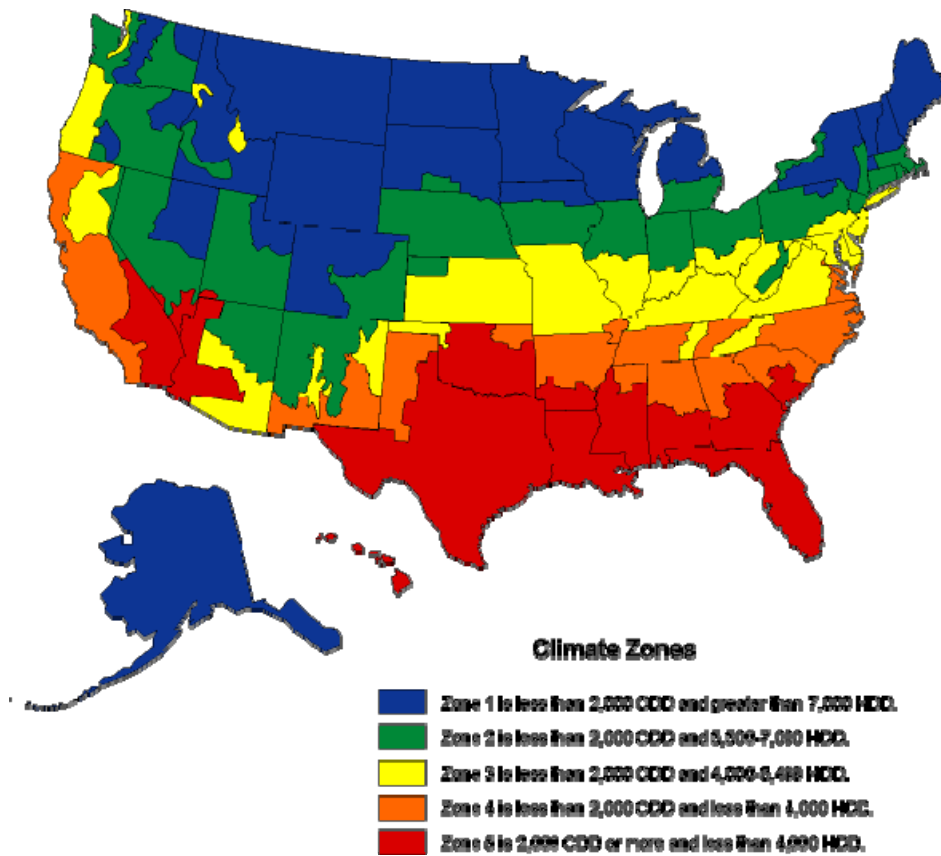 Climate Zones
Zone 1 is less than 2,000 CDD and greater than 7,000 HDD.
Zone 2 is less than 2,000 CDD and 5,500-7,000 HDD.
Zone 3 is less than 2,000 CDD and 4,000-5,499 HDD.
Zone 4 is less than 2,000 CDD and less than 4,000 HDD.
Zone 5 is 2,000 CDD or more and less than 4,000 HDD.